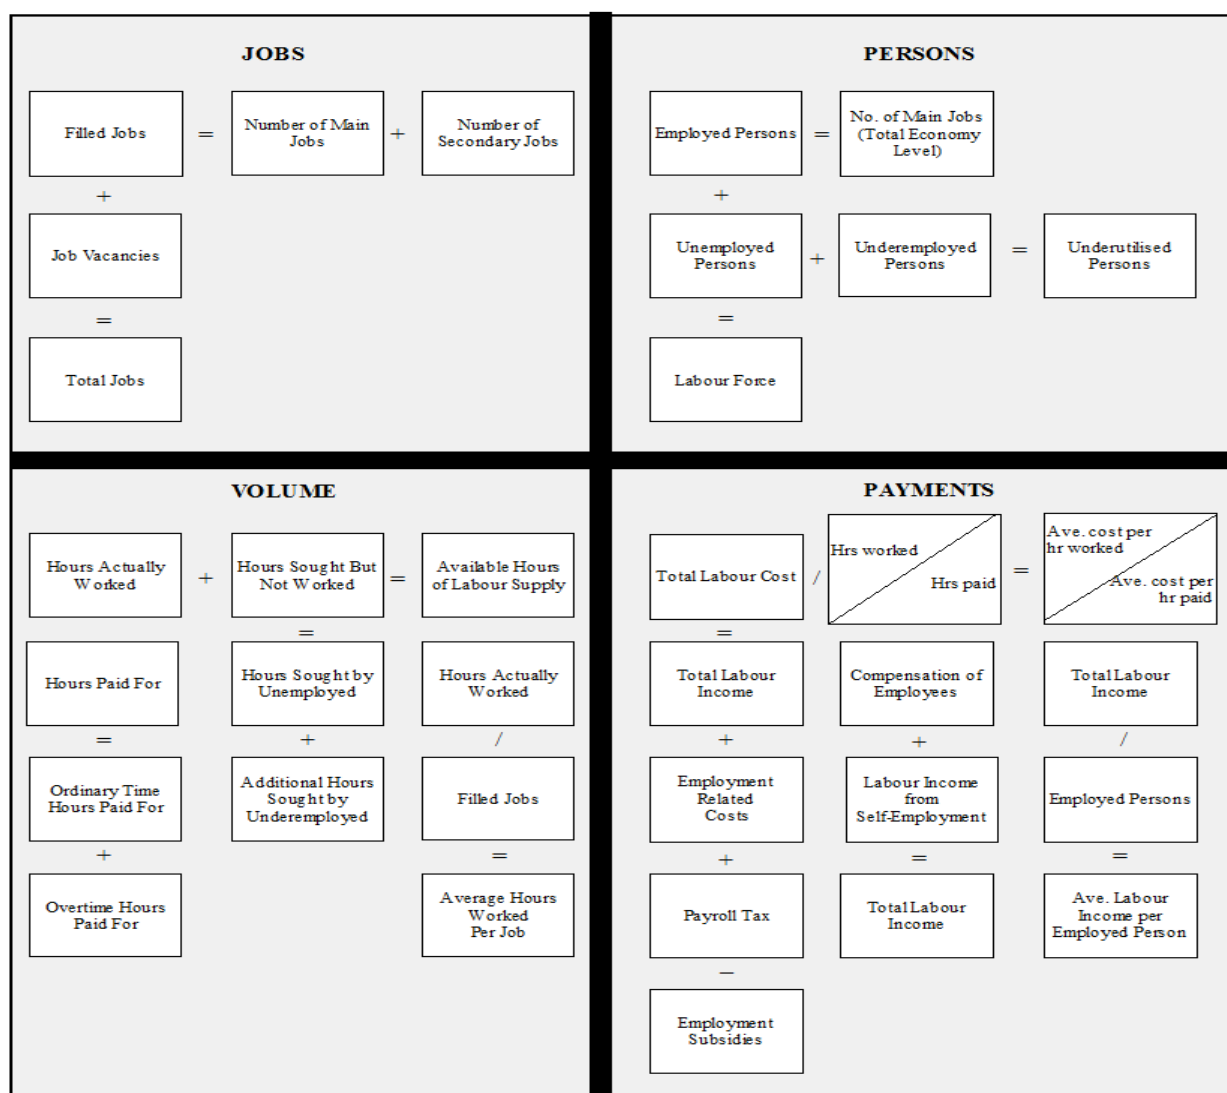 JOBS
Filled Jobs
=
Number of Main
Jobs
+
Number of
Secondary Jobs
+
Job Vacancies
=
Total Jobs
PERSONS
Employed Persons
=
No. of Main Jobs
(Total Economy
Level)
+
Unemployed
Persons
+
Underemployed
Persons
=
Underutilised
Persons
=
Labour Force
VOLUME
Hours Actually
Worked
+
Hours Sought But
Not Worked
=
Available Hours
of Labour Supply
=
Hours Paid For
Hours Sought by
Unemployed
Hours Actually
Worked
=
+
/
Ordinary Time
Hours Paid For
Additional Hours
Sought by
Underemployed
Filled Jobs
+
=
Overtime Hours
Paid For
Average Hours
Worked
Per Job
PAYMENTS
Total Labour Cost
/
Hrs worked
Hrs paid
=
Ave. cost per
hr worked
Ave. cost per
hr paid
=
Total Labour
Income
Compensation of
Employees
Total Labour
Income
+
+
/
Employment
Related
Costs
Labour Income
from
Self-Employment
Employed Persons
+
=
=
Payroll Tax
Total Labour
Income
Ave. Labour
Income per
Employed Person
−
Employment
Subsidies